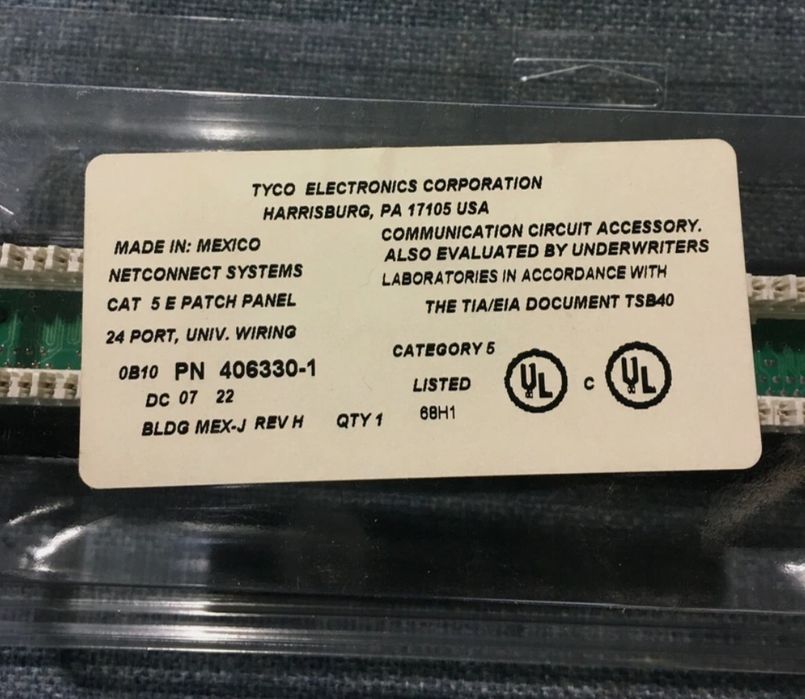 TYCO ELECTRONICS CORPORATION
HARRISBURG, PA 17105 USA
MADE IN: MEXICO
NETCONNECT SYSTEMS
CAT 5 E PATCH PANEL
24 PORT, UNIV. WIRING
0B10 PN 406330-1
DC 07 22
BLDG MEX-J REV H QTY 1
COMMUNICATION CIRCUIT ACCESSORY.
ALSO EVALUATED BY UNDERWRITERS
LABORATORIES IN ACCORDANCE WITH
THE TIA/EIA DOCUMENT TSB40
CATEGORY 5
LISTED
68H1
UL C UL